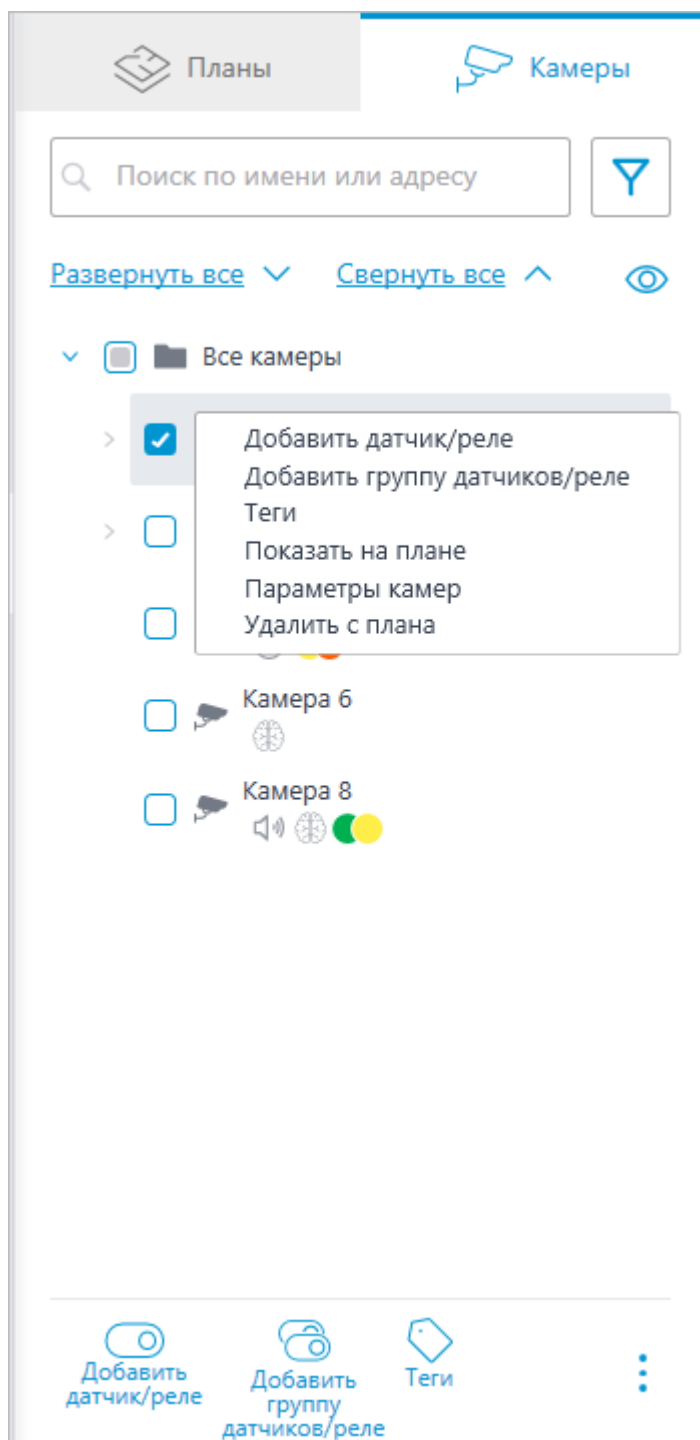 Планы
Камеры
Поиск по имени или адресу
Развернуть все
Свернуть все
Все камеры
Добавить датчик/реле
Добавить группу датчиков/реле
Теги
Показать на плане
Параметры камер
Удалить с плана
Камера 6
Камера 8
Добавить
датчик/реле
Добавить
группу
датчиков/реле
Теги